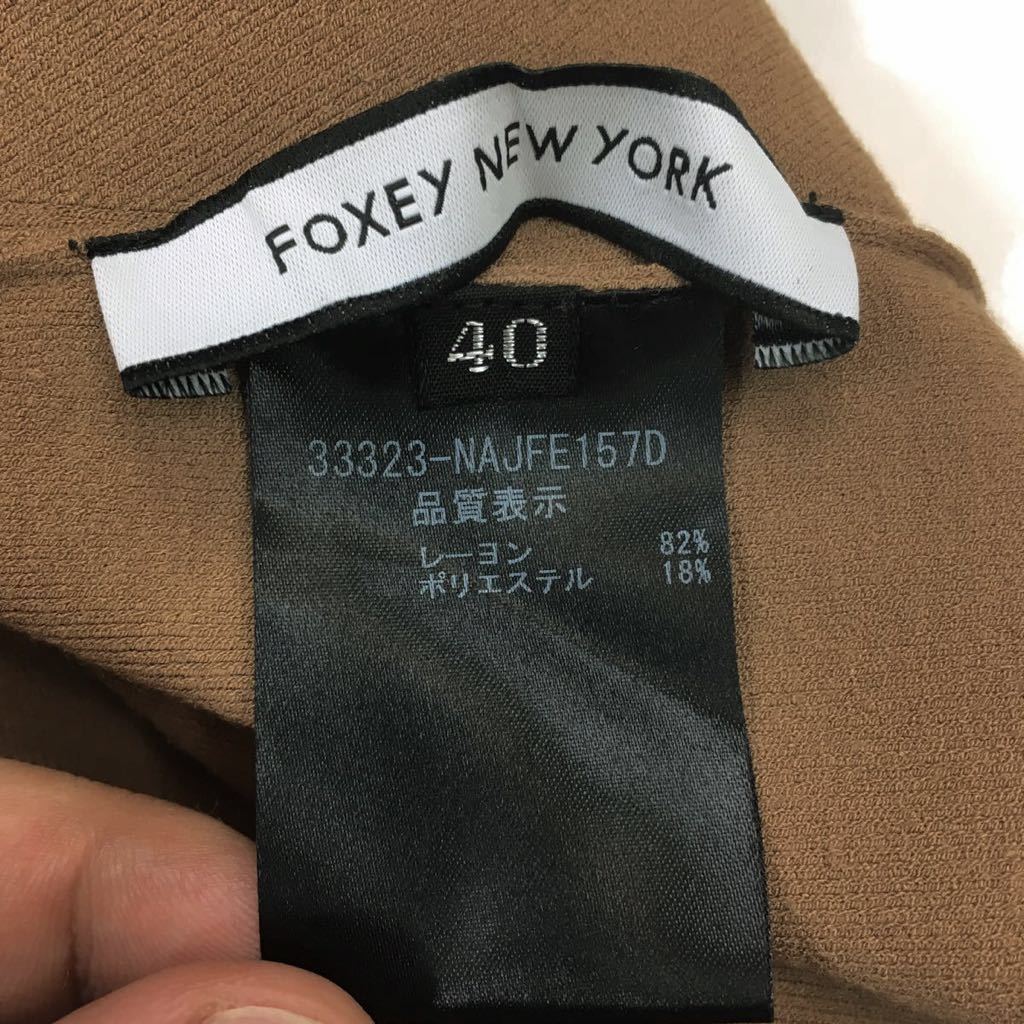 FOXEY NEW YORK
40
33323-NAJFE157D
品質表示
レーヨン 82%
ポリエステル 18%